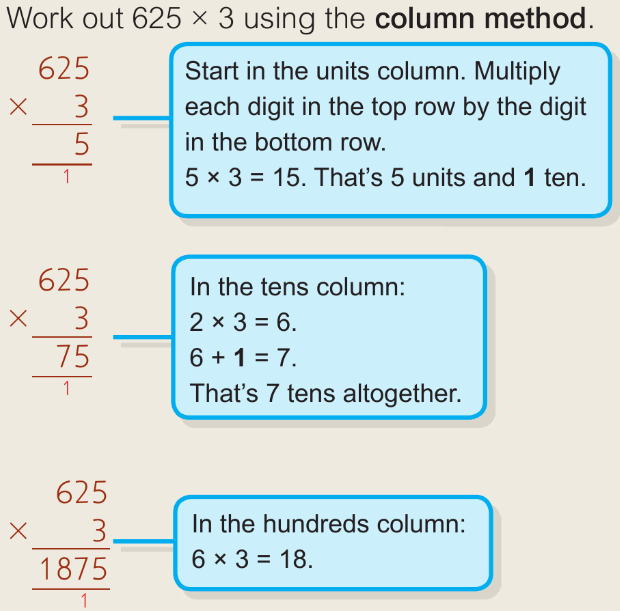 Work out 625 × 3 using the column method.
625
× 3
5
1
Start in the units column. Multiply
each digit in the top row by the digit
in the bottom row.
5 × 3 = 15. That's 5 units and 1 ten.
625
× 3
75
1
In the tens column:
2 × 3 = 6.
6 + 1 = 7.
That's 7 tens altogether.
625
× 3
1875
1
In the hundreds column:
6 × 3 = 18.